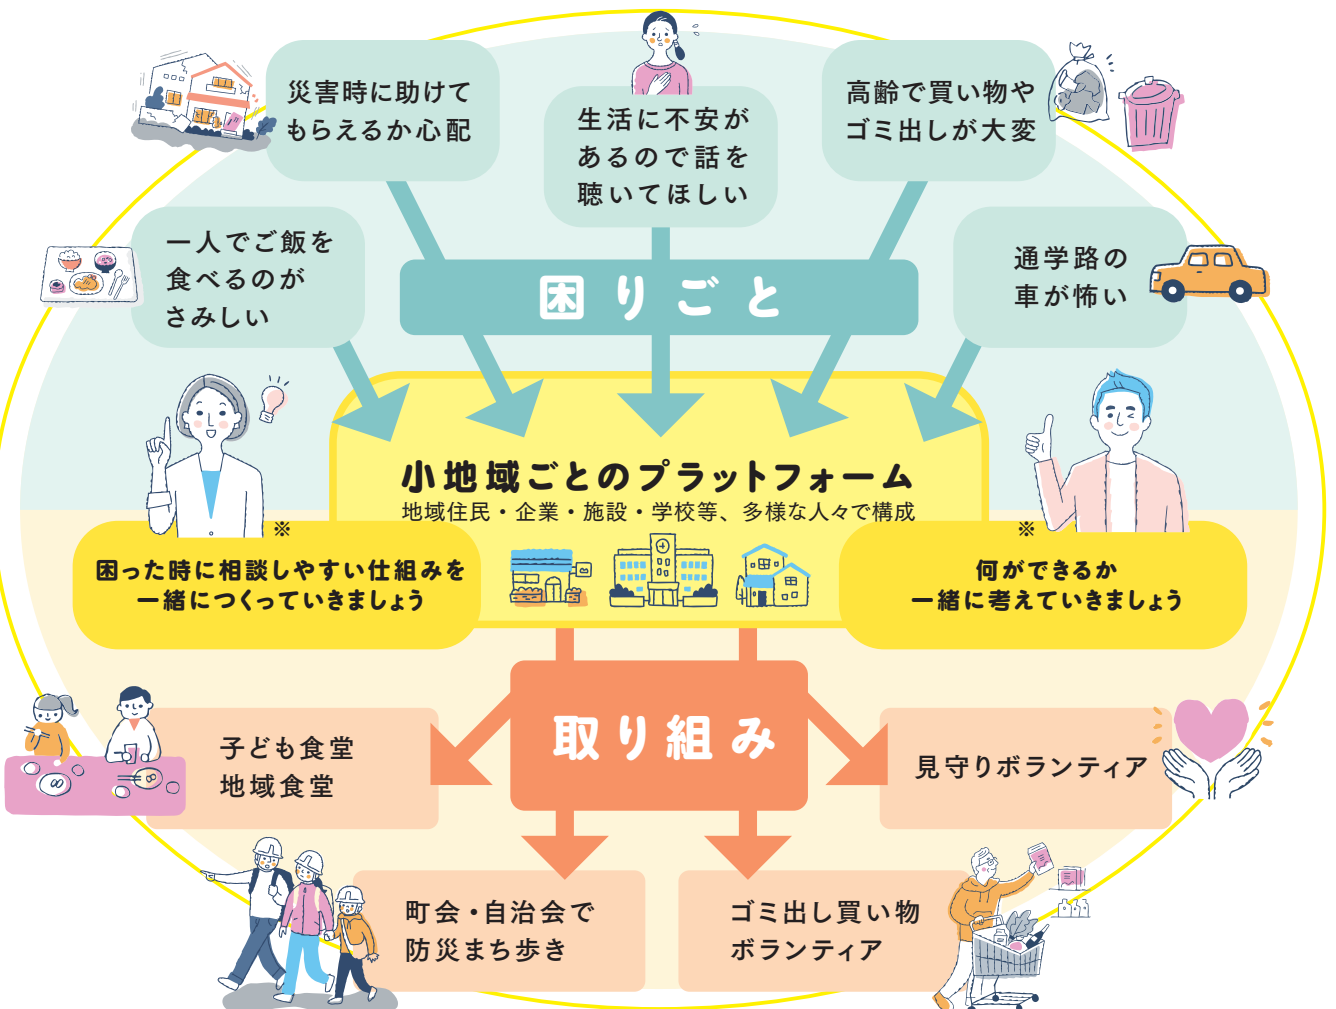 災害時に助けて
もらえるか心配
生活に不安が
あるので話を
聴いてほしい
高齢で買い物や
ゴミ出しが大変
一人でご飯を
食べるのが
さみしい
困りごと
通学路の
車が怖い
小地域ごとのプラットフォーム
地域住民・企業・施設・学校等、多様な人々で構成
※
困った時に相談しやすい仕組みを
一緒につくっていきましょう
※
何ができるか
一緒に考えていきましょう
取り組み
子ども食堂
地域食堂
見守りボランティア
町会・自治会で
防災まち歩き
ゴミ出し買い物
ボランティア